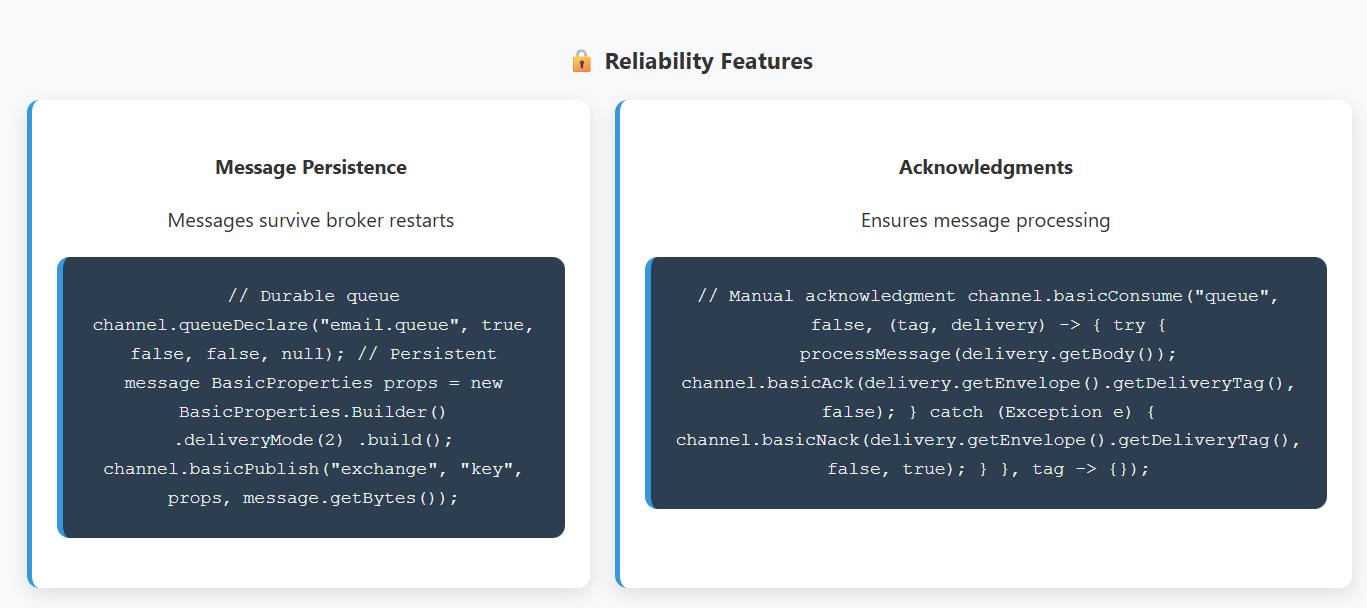 🔒 Reliability Features
Message Persistence
Messages survive broker restarts
// Durable queue
channel.queueDeclare("email.queue", true,
false, false, null); // Persistent
message BasicProperties props = new
BasicProperties.Builder()
.deliveryMode(2) .build();
channel.basicPublish("exchange", "key",
props, message.getBytes());
Acknowledgments
Ensures message processing
// Manual acknowledgment channel.basicConsume("queue",
false, (tag, delivery) -> { try {
processMessage(delivery.getBody());
channel.basicAck(delivery.getEnvelope().getDeliveryTag(),
false); } catch (Exception e) {
channel.basicNack(delivery.getEnvelope().getDeliveryTag(),
false, true); } }, tag -> {});